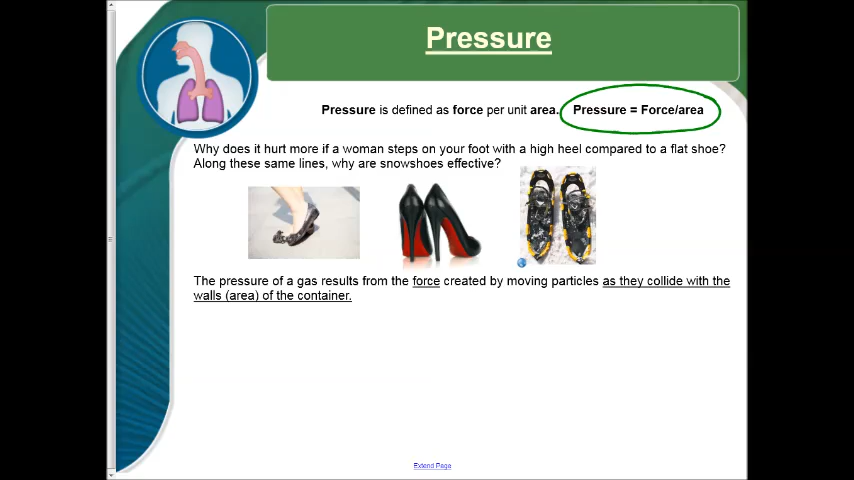 Pressure
Pressure is defined as force per unit area. Pressure = Force/area
Why does it hurt more if a woman steps on your foot with a high heel compared to a flat shoe?
Along these same lines, why are snowshoes effective?
The pressure of a gas results from the force created by moving particles as they collide with the
walls (area) of the container.
Extend Page